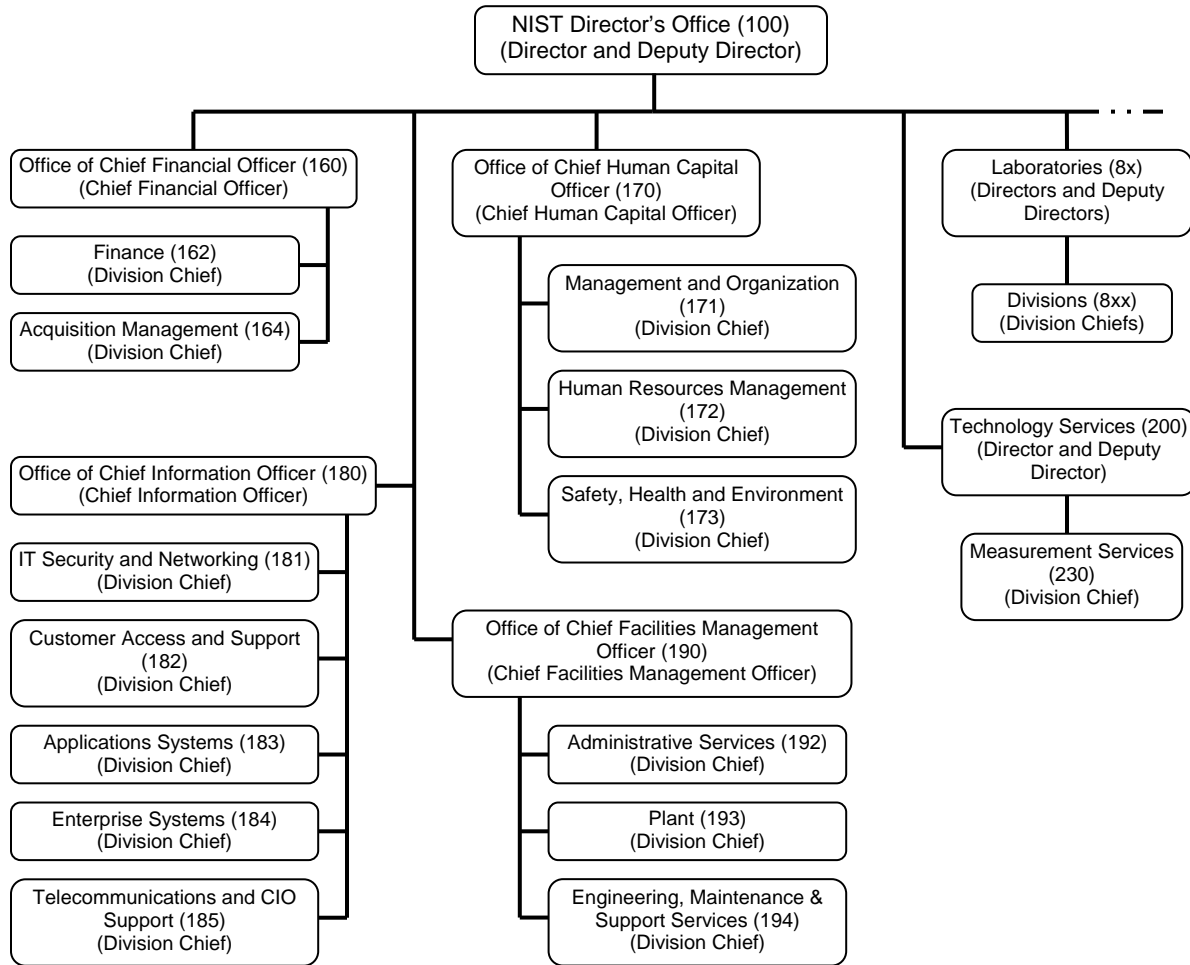 NIST Director’s Office (100)
(Director and Deputy Director)
Office of Chief Financial Officer (160)
(Chief Financial Officer)
Finance (162)
(Division Chief)
Acquisition Management (164)
(Division Chief)
Office of Chief Information Officer (180)
(Chief Information Officer)
IT Security and Networking (181)
(Division Chief)
Customer Access and Support
(182)
(Division Chief)
Applications Systems (183)
(Division Chief)
Enterprise Systems (184)
(Division Chief)
Telecommunications and CIO
Support (185)
(Division Chief)
Office of Chief Human Capital
Officer (170)
(Chief Human Capital Officer)
Management and Organization
(171)
(Division Chief)
Human Resources Management
(172)
(Division Chief)
Safety, Health and Environment
(173)
(Division Chief)
Office of Chief Facilities Management
Officer (190)
(Chief Facilities Management Officer)
Administrative Services (192)
(Division Chief)
Plant (193)
(Division Chief)
Engineering, Maintenance &
Support Services (194)
(Division Chief)
Laboratories (8x)
(Directors and Deputy
Directors)
Divisions (8xx)
(Division Chiefs)
Technology Services (200)
(Director and Deputy
Director)
Measurement Services
(230)
(Division Chief)